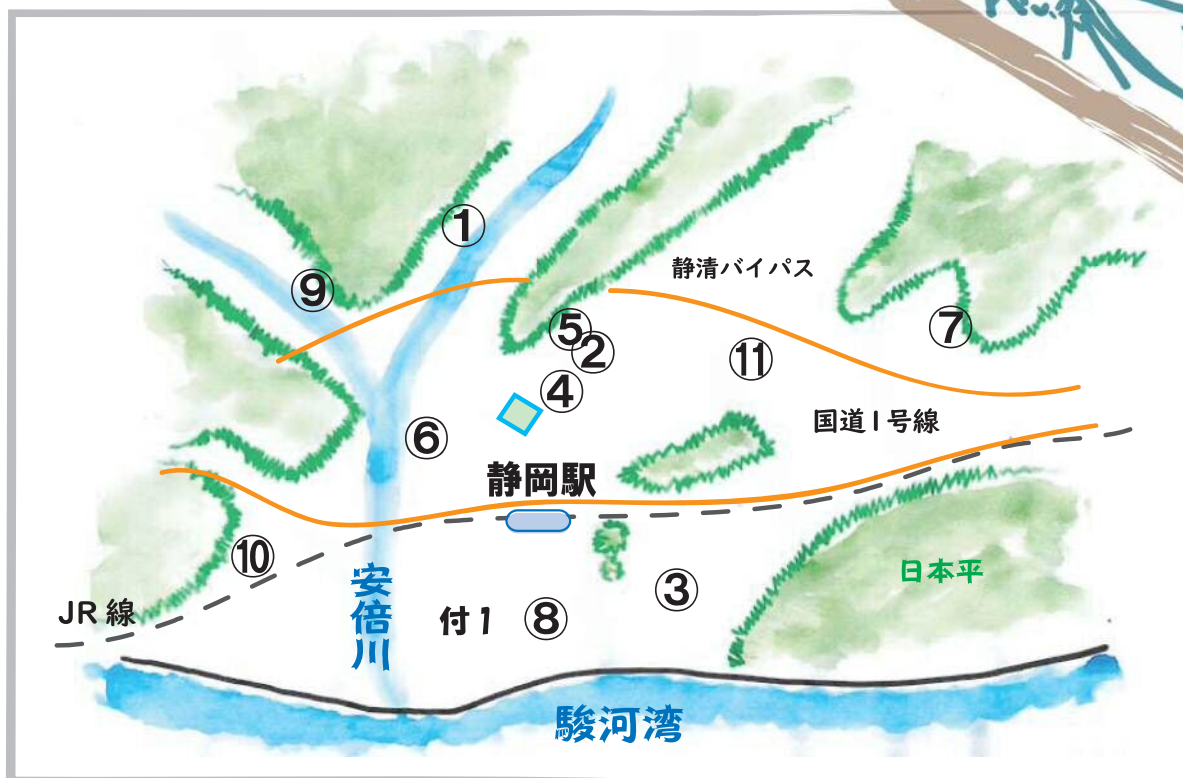 ①
⑨
静清バイパス
⑤
②
⑦
⑪
④
⑥
国道1号線
静岡駅
⑩
安倍川
日本平
③
JR線
付1
⑧
駿河湾